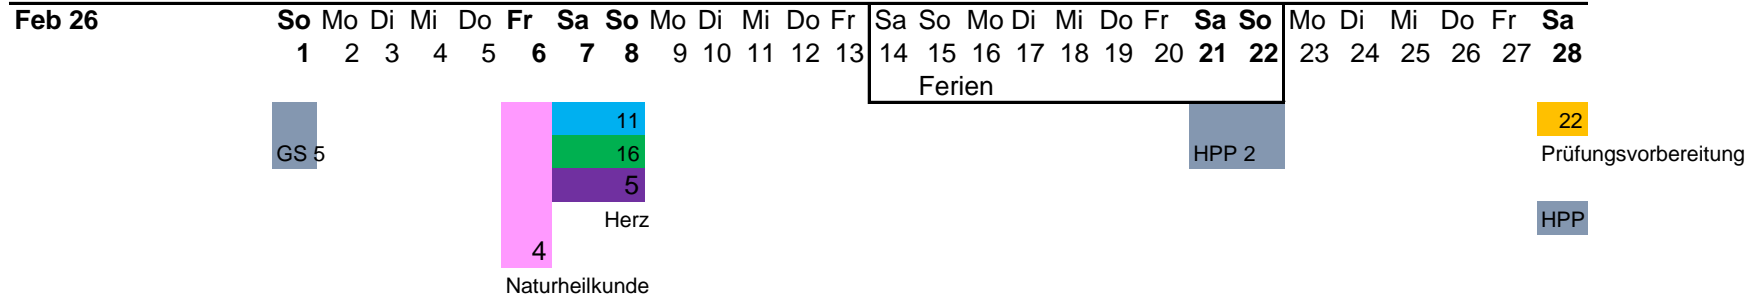 Feb 26 So Mo Di Mi Do Fr Sa So Mo Di Mi Do Fr Sa So Mo Di Mi Do Fr Sa So Mo Di Mi Do Fr Sa
1 2 3 4 5 6 7 8 9 10 11 12 13 14 15 16 17 18 19 20 21 22 23 24 25 26 27 28
Ferien
11 22
GS 5 16 HPP 2 Prüfungsvorbereitung
5
Herz HPP
4
Naturheilkunde